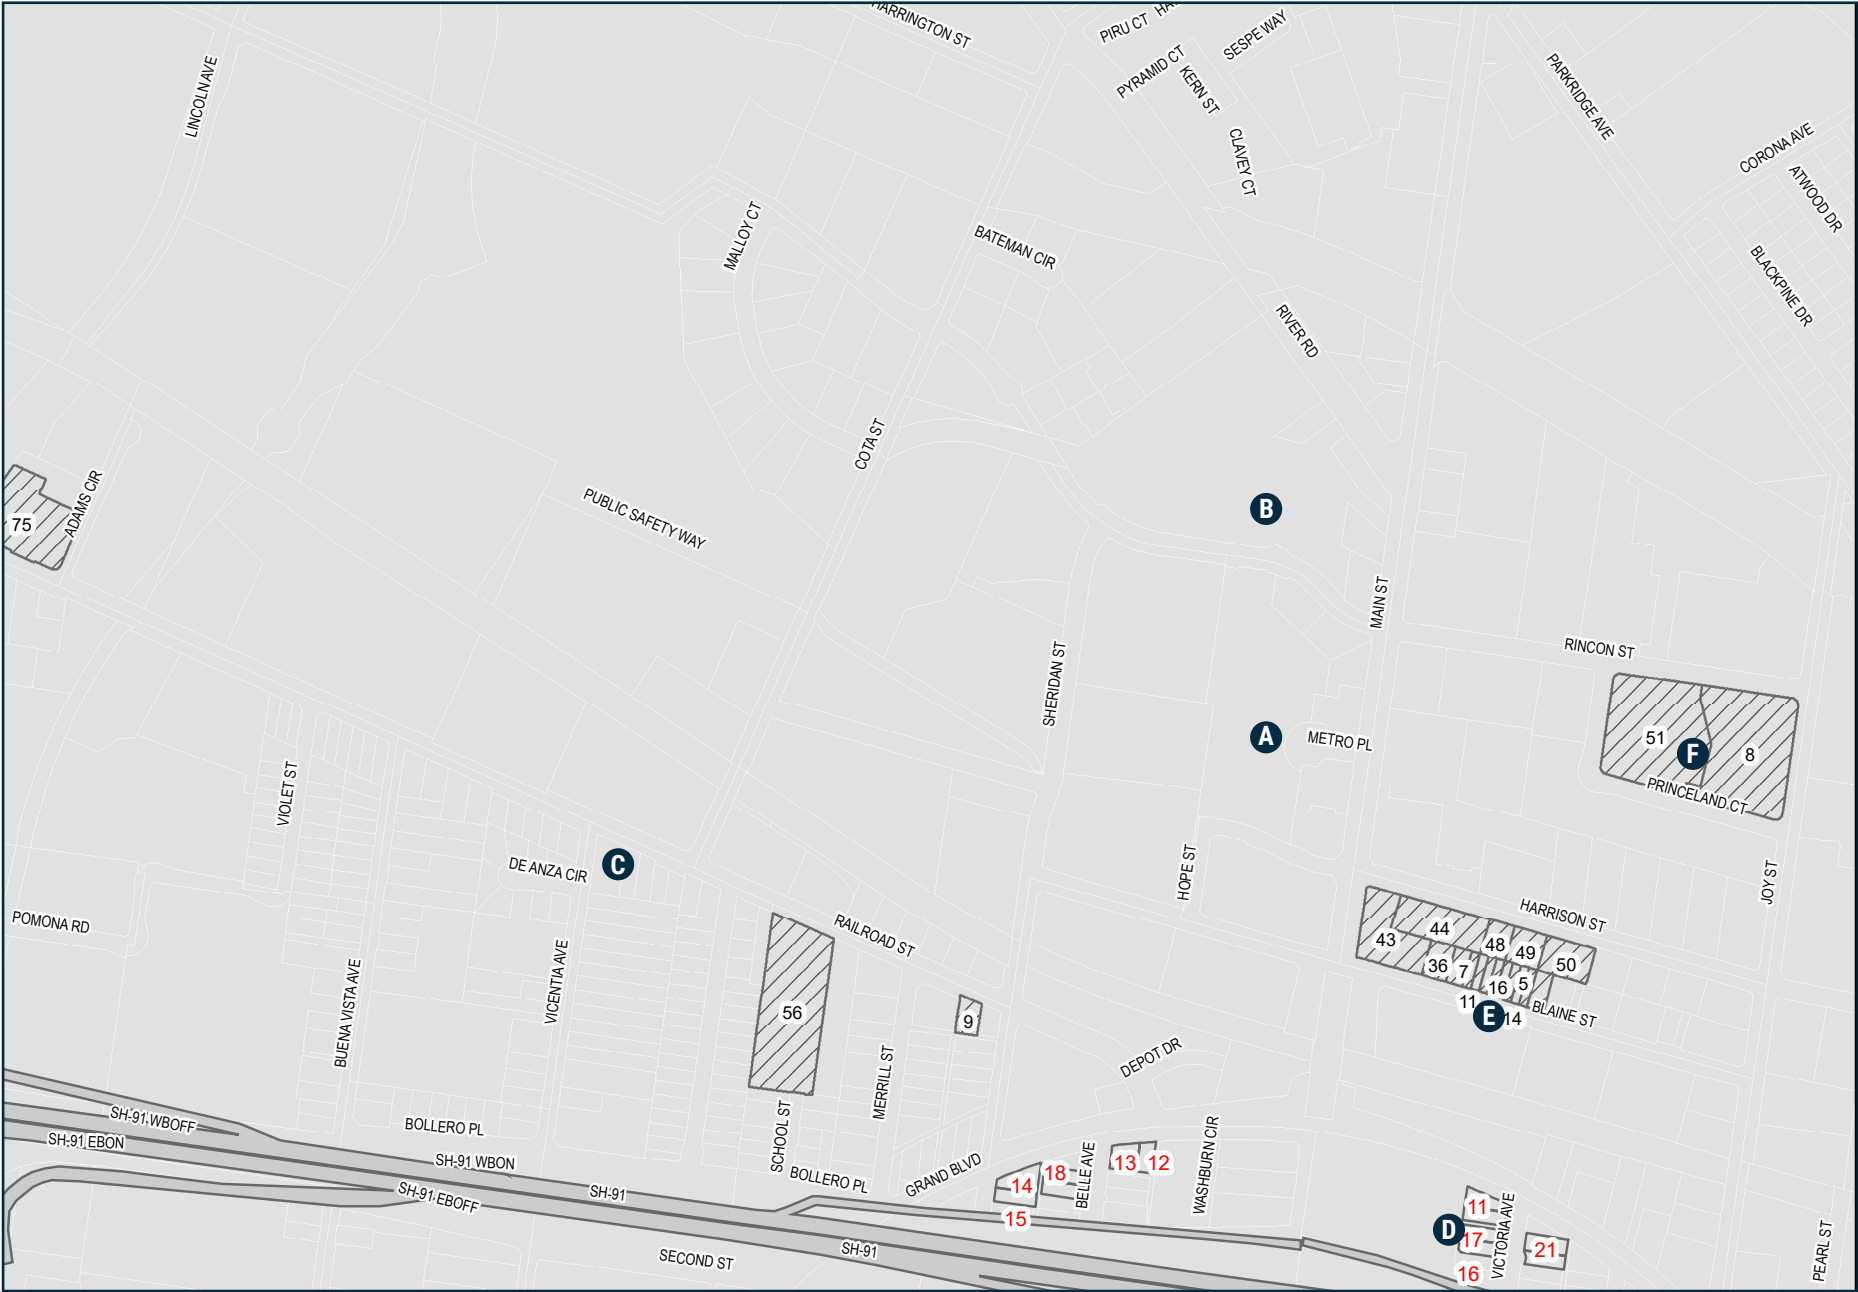 HARRINGTON ST
PIRU CT
HA
SESPE WAY
PYRAMID CT
KERN ST
CLAVEY CT
LINCOLN AVE
PARKRIDGE AVE
CORONA AVE
ATWOOD DR
BLACKPINE DR
MALLOY CT
BATEMAN CIR
RIVER RD
COTA ST
ADAMS CIR
75
PUBLIC SAFETY WAY
B
MAIN ST
RINCON ST
SHERIDAN ST
A
METRO PL
51
F
8
PRINCELAND CT
VIOLET ST
DE ANZA CIR
C
HOPE ST
JOY ST
POMONA RD
RAILROAD ST
HARRISON ST
43
44
48
49
50
36
7
16
5
11
E
14
BLAINE ST
BUENA VISTA AVE
VICENTIA AVE
56
9
MERRILL ST
DEPOT DR
SH-91 WBOFF
SH-91 EBON
BOLLERO PL
SH-91 WBON
SCHOOL ST
BOLLERO PL
GRAND BLVD
SH-91 EBOFF
SH-91
14
18
15
BELLE AVE
13
12
WASHBURN CIR
SECOND ST
SH-91
11
D
17
16
VICTORIA AVE
21
PEARL ST